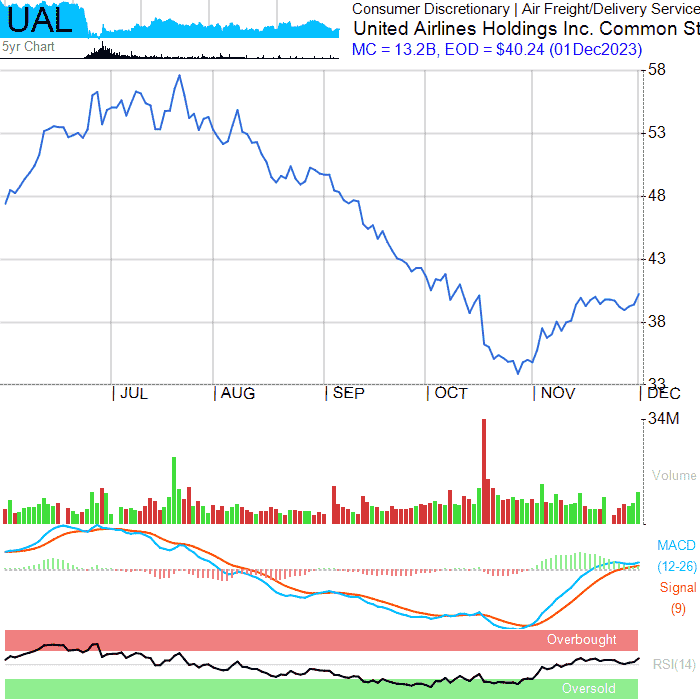 UAL
5yr Chart
Consumer Discretionary | Air Freight/Delivery Service
United Airlines Holdings Inc. Common St
MC = 13.2B, EOD = $40.24 (01Dec2023)
58
53
48
43
38
33
JUL AUG SEP OCT NOV DEC
34M
Volume
MACD
(12-26)
Signal
(9)
Overbought
RSI(14)
Oversold